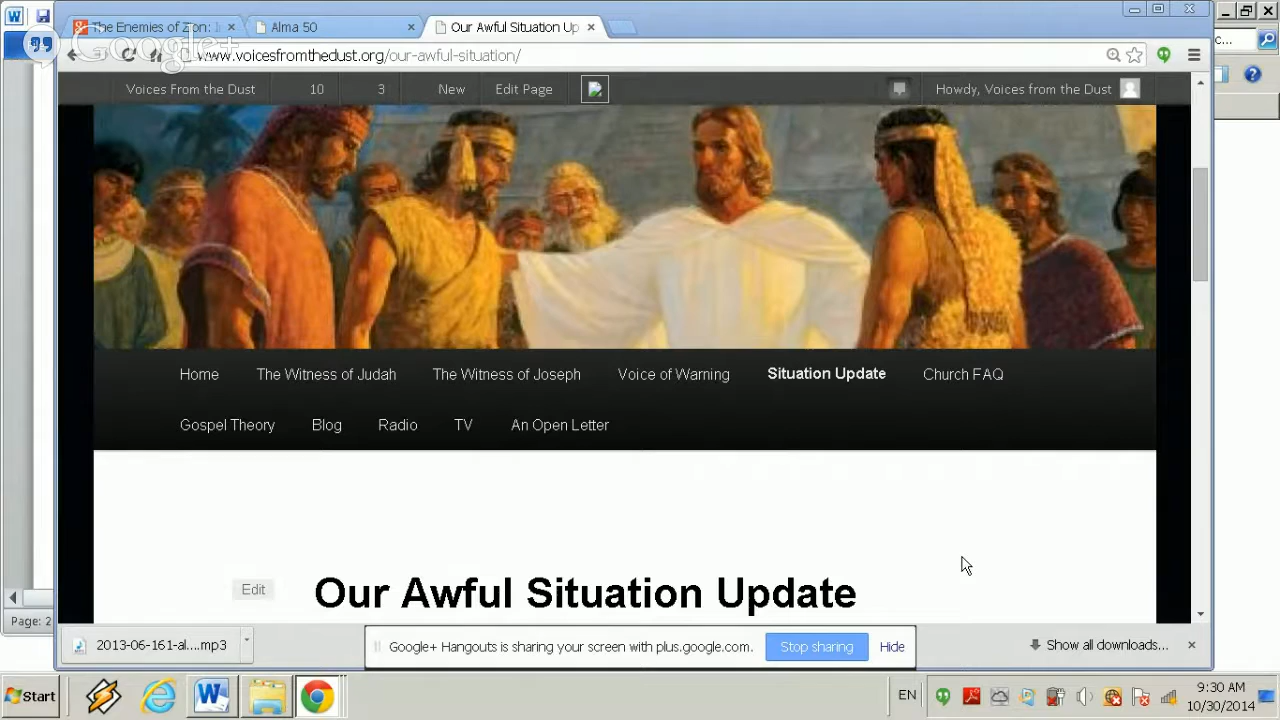 The Enemies of Zion: I
Alma 50
Our Awful Situation Up
Google+
www.voicesfromthedust.org/our-awful-situation/
c...
Voices From the Dust 10 3 New Edit Page Howdy, Voices from the Dust
Home The Witness of Judah The Witness of Joseph Voice of Warning Situation Update Church FAQ
Gospel Theory Blog Radio TV An Open Letter
Edit
Our Awful Situation Update
Page: 2
2013-06-161-al....mp3
Google+ Hangouts is sharing your screen with plus.google.com.
Stop sharing
Hide
Show all downloads...
Start
EN
9:30 AM
10/30/2014